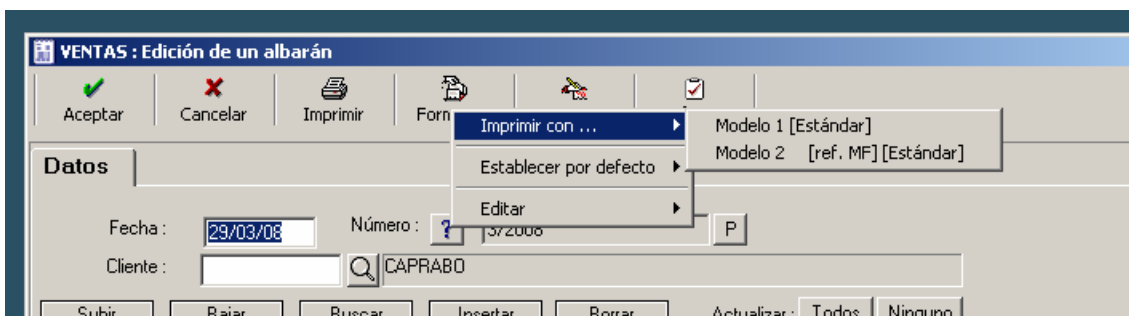 VENTAS : Edición de un albarán
Aceptar Cancelar Imprimir Form
Imprimir con ... Modelo 1 [Estándar]
Modelo 2 [ref. MF] [Estándar]
Establecer por defecto
Editar
Datos
Fecha : 29/03/08 Número : ? 3/2008 P
Cliente : CAPRABO
Subir Bajar Buscar Insertar Borrar Actualizar : Todos Ninguno